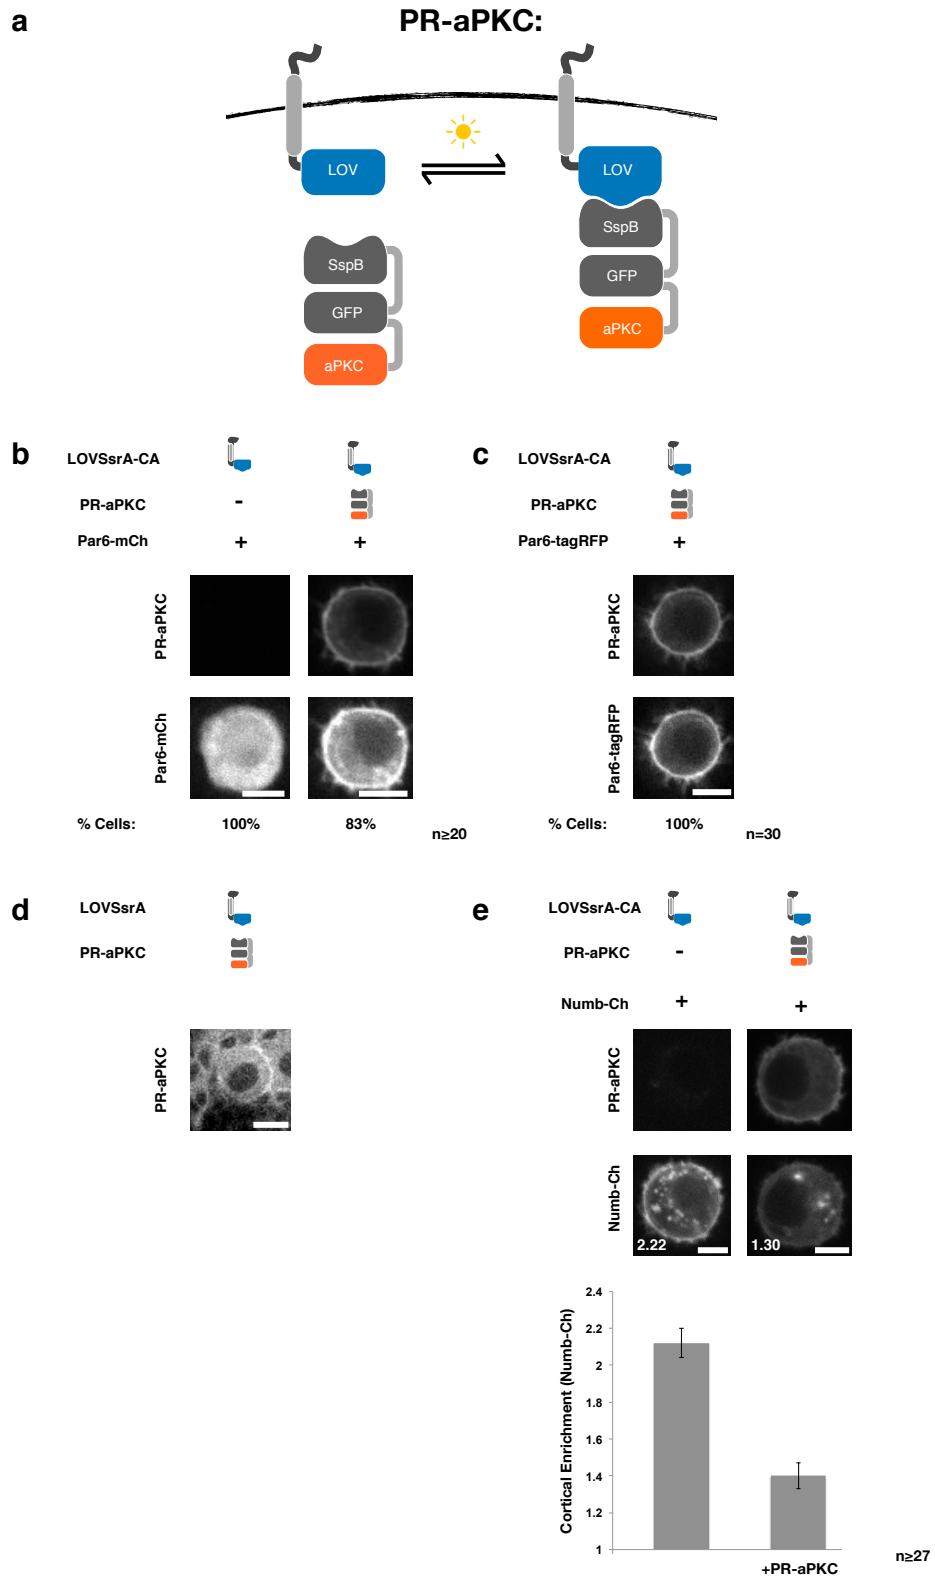 a
PR-aPKC:
LOV
LOV
SspB
SspB
GFP
GFP
aPKC
aPKC
b
LOVSsrA-CA
PR-aPKC
-
Par6-mCh
+
+
PR-aPKC
Par6-mCh
% Cells:
100%
83%
n≥20
c
LOVSsrA-CA
PR-aPKC
Par6-tagRFP
+
PR-aPKC
Par6-tagRFP
% Cells:
100%
n=30
d
LOVSsrA
PR-aPKC
PR-aPKC
e
LOVSsrA-CA
PR-aPKC
-
Numb-Ch
+
+
PR-aPKC
Numb-Ch
2.22
1.30
Cortical Enrichment (Numb-Ch)
2.4
2.2
2
1.8
1.6
1.4
1.2
1
+PR-aPKC
n≥27